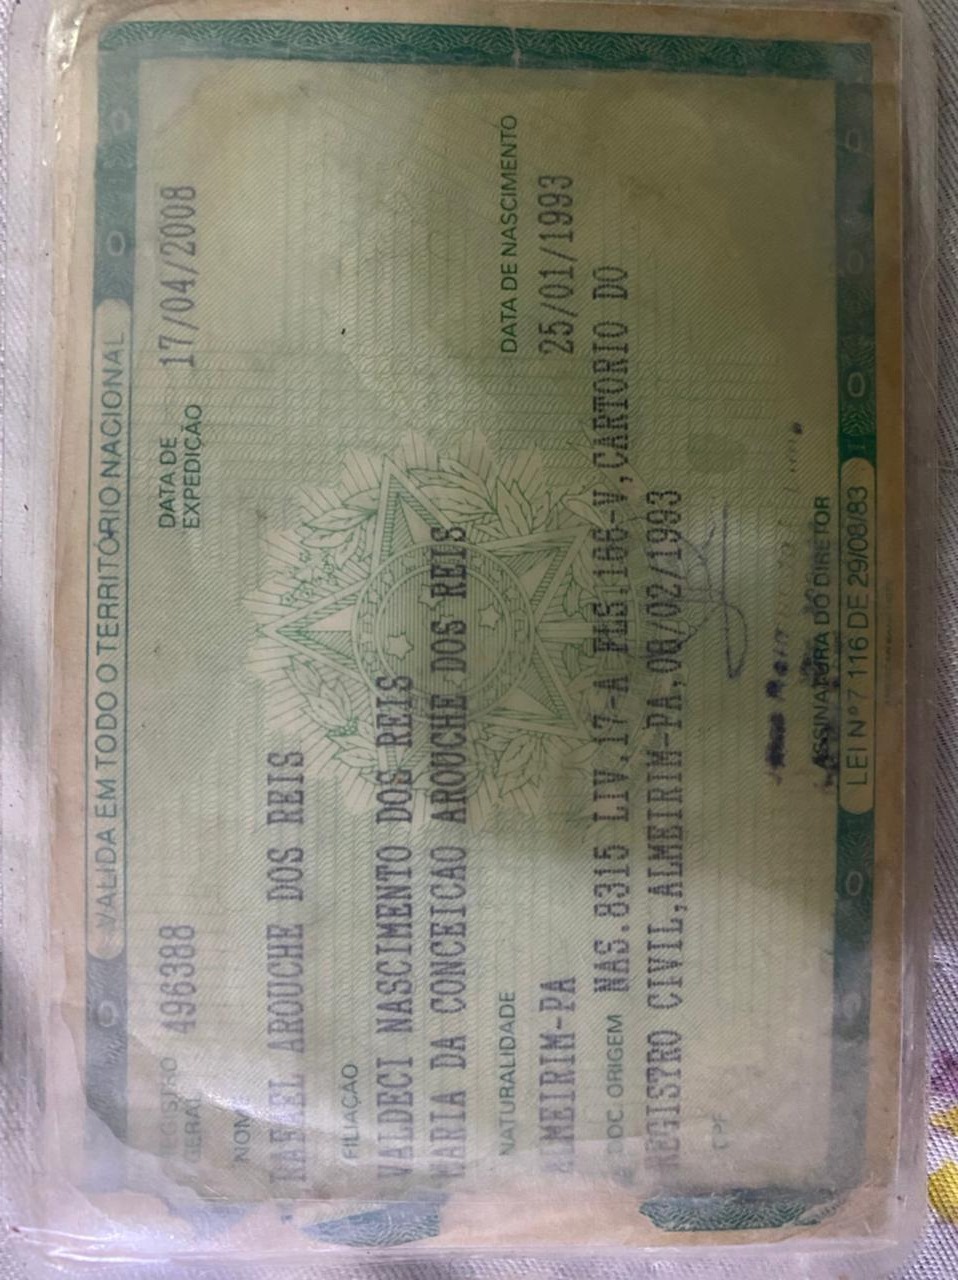 VALIDA EM TODO O TERRITÓRIO NACIONAL
REGISTRO GERAL 496388
DATA DE EXPEDIÇÃO 17/04/2008
NOME
RAFAEL AROUCHE DOS REIS
FILIAÇÃO
VALDECI NASCIMENTO DOS REIS
MARIA DA CONCEICAO AROUCHE DOS REIS
NATURALIDADE
DATA DE NASCIMENTO
ALMEIRIM-PA
25/01/1993
DOC. ORIGEM NAS.8315 LIV.17-A FLS.166-V,CARTORIO DO
REGISTRO CIVIL,ALMEIRIM-PA,08/02/1993
CPF
ASSINATURA DO DIRETOR
LEI Nº 7 116 DE 29/08/83